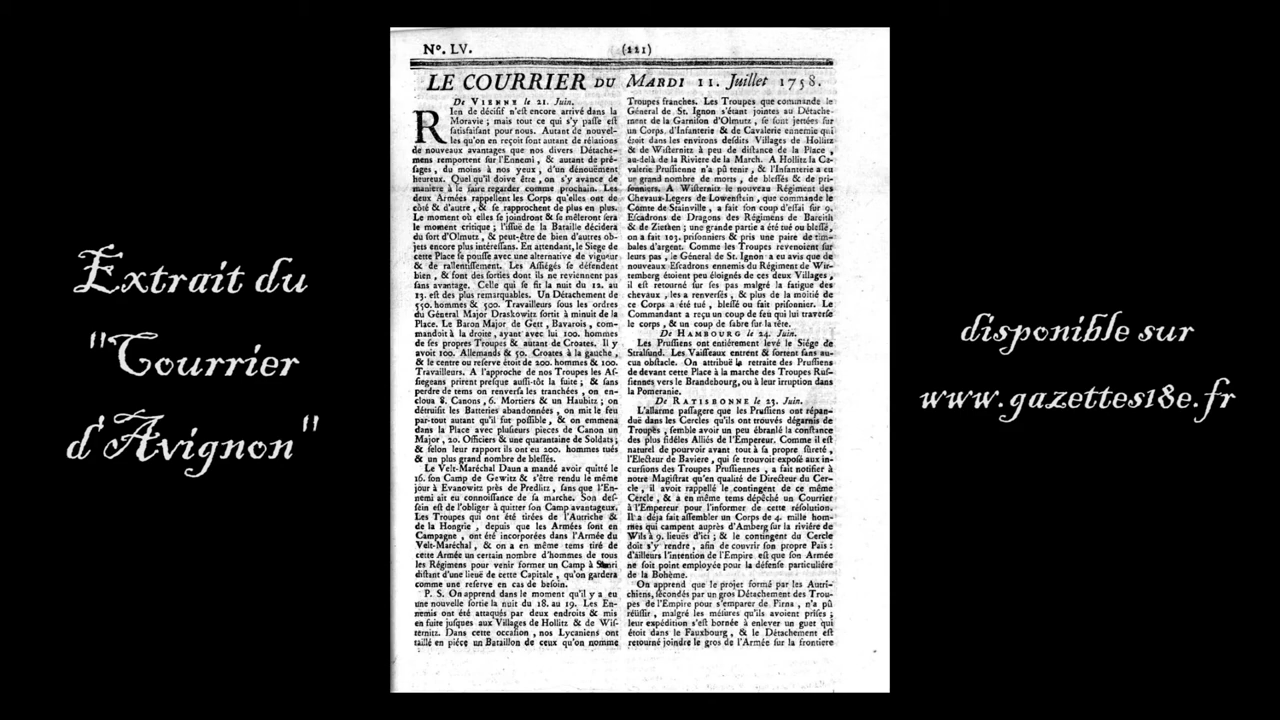 Extrait du
"Courrier
d'Avignon"
N°. LV.
(221)
LE COURRIER DU MARDI 11. Juillet 1758.
De VIENNE le 21. Juin.
RIen de décisif n'est encore arrivé dans la
Moravie ; mais tout ce qui s'y passe est
satisfaisant pour nous. Autant de nouvel-
les qu'on en reçoit sont autant de rélations
de nouveaux avantages que nos divers Détache-
mens remportent sur l'Ennemi, & autant de pré-
sages, du moins à nos yeux, d'un dénouëment
heureux. Quel qu'il doive être, on s'y avance de
maniere à le faire regarder comme prochain. Les
deux Armées rappellent les Corps qu'elles ont de
côté & d'autre, & se rapprochent de plus en plus.
Le moment où elles se joindront & se mêleront sera
le moment critique ; l'issuë de la Bataille décidera
du sort d'Olmutz, & peut-être de bien d'autres ob-
jets encore plus intéressans. En attendant, le Siege de
cette Place se pousse avec une alternative de vigueur
& de rallentissement. Les Assiégés se défendent
bien, & font des sorties dont ils ne reviennent pas
sans avantage. Celle qui se fit la nuit du 12. au
13. est des plus remarquables. Un Détachement de
550. hommes & 500. Travailleurs sous les ordres
du Géneral Major Draskowitz sortit à minuit de la
Place. Le Baron Major de Gett, Bavarois, com-
mandoit à la droite, ayant avec lui 100. hommes
de ses propres Troupes & autant de Croates. Il y
avoit 100. Allemands & 50. Croates à la gauche,
& le centre ou reserve étoit de 200. hommes & 100.
Travailleurs. A l'approche de nos Troupes les As-
siegeans prirent presque aussi-tôt la fuite ; & sans
perdre de tems on renversa les tranchées, on en-
cloua 8. Canons, 6. Mortiers & un Haubitz ; on
détruisit les Batteries abandonnées, on mit le feu
par-tout autant qu'il fut possible, & on emmena
dans la Place avec plusieurs pieces de Canon un
Major, 20. Officiers & une quarantaine de Soldats ;
& selon leur rapport ils ont eu 200. hommes tués
& un plus grand nombre de blessés.
Le Velt-Maréchal Daun a mandé avoir quitté le
16. son Camp de Gewitz & s'être rendu le même
jour à Evanowitz près de Predlitz, sans que l'En-
nemi ait eu connoissance de sa marche. Son des-
sein est de l'obliger à quitter son Camp avantageux.
Les Troupes qui ont été tirées de l'Autriche &
de la Hongrie, depuis que les Armées sont en
Campagne, ont été incorporées dans l'Armée du
Velt-Maréchal, & on a en même tems tiré de
cette Armée un certain nombre d'hommes de tous
les Régimens pour venir former un Camp à
distant d'une lieuë de cette Capitale, qu'on gardera
comme une reserve en cas de besoin.
P. S. On apprend dans le moment qu'il y a eu
une nouvelle sortie la nuit du 18. au 19. Les En-
nemis ont été attaqués par deux endroits & mis
en fuite jusques aux Villages de Hollitz & de Wis-
ternitz. Dans cette occasion, nos Lycaniens ont
taillé en piéce un Bataillon de ceux qu'on nomme
Troupes franches. Les Troupes que commande le
Géneral de St. Ignon s'étant jointes au Détache-
ment de la Garnison d'Olmutz, se sont jettées sur
un Corps d'Infanterie & de Cavalerie ennemie qui
étoit dans les environs desdits Villages de Hollitz
& de Wisternitz à peu de distance de la Place,
au-delà de la Riviere de la March. A Hollitz la Ca-
valerie Prussienne n'a pû tenir, & l'Infanterie a eu
un grand nombre de morts, de blessés & de pri-
sonniers. A Wisternitz le nouveau Régiment des
Chevaux-Legers de Lowenstein, que commande le
Comte de Stainville, a fait son coup d'essai sur 9.
Escadrons de Dragons des Régimens de Bareith
& de Ziethen ; une grande partie a été tué ou blessé,
on a fait 103. prisonniers & pris une paire de tim-
bales d'argent. Comme les Troupes revenoient sur
leurs pas, le Géneral de St. Ignon a eu avis que de
nouveaux Escadrons ennemis du Régiment de Wir-
temberg étoient peu éloignés de ces deux Villages,
il est retourné sur ses pas malgré la fatigue des
chevaux, les a renversés, & plus de la moitié de
ce Corps a été tué, blessé ou fait prisonnier. Le
Commandant a reçu un coup de feu qui lui traverse
le corps, & un coup de sabre sur la tête.
De HAMBOURG le 24. Juin.
Les Prussiens ont entiérement levé le Siége de
Stralsund. Les Vaisseaux entrent & sortent sans au-
cun obstacle. On attribuë la retraite des Prussiens
de devant cette Place à la marche des Troupes Rus-
siennes vers le Brandebourg, ou à leur irruption dans
la Pomeranie.
De RATISBONNE le 23. Juin.
L'allarme passagere que les Prussiens ont répan-
duë dans les Cercles qu'ils ont trouvés dégarnis de
Troupes, semble avoir un peu ébranlé la constance
des plus fidéles Alliés de l'Empereur. Comme il est
naturel de pourvoir avant tout à sa propre sûreté,
l'Electeur de Baviere, qui se trouvoit exposé aux in-
cursions des Troupes Prussiennes, a fait notifier à
notre Magistrat qu'en qualité de Directeur du Cer-
cle, il avoit rappellé le contingent de ce même
Cercle, & a en même tems dépêché un Courrier
à l'Empereur pour l'informer de cette résolution.
Il a déja fait assembler un Corps de 4. mille hom-
mes qui campent auprès d'Amberg sur la riviére de
Wils à 9. lieuës d'ici ; & le contingent du Cercle
doit s'y rendre, afin de couvrir son propre Pais :
d'ailleurs l'intention de l'Empire est que son Armée
ne soit point employée pour la défense particuliére
de la Bohème.
On apprend que le projet formé par les Autri-
chiens, sécondés par un gros Détachement des Trou-
pes de l'Empire pour s'emparer de Pirna, n'a pû
réüssir, malgré les mésures qu'ils avoient prises ;
leur expédition s'est bornée à enlever un guet qui
étoit dans le Fauxbourg, & le Détachement est
retourné joindre le gros de l'Armée sur la frontiere
disponible sur
www.gazettes18e.fr